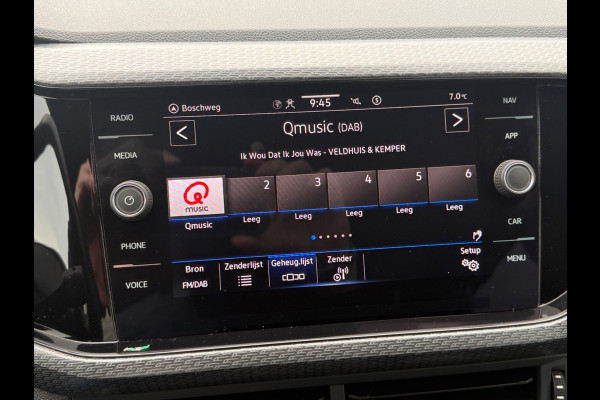 RADIO
MEDIA
PHONE
VOICE
Boschweg
9:45
7.0°C
NAV
APP
CAR
MENU
<
Qmusic (DAB)
>
Ik Wou Dat Ik Jou Was - VELDHUIS & KEMPER
music 2 3 4 5 6
Qmusic Leeg Leeg Leeg Leeg Leeg
Bron Zenderlijst Geheug.lijst Zender Setup
FM/DAB